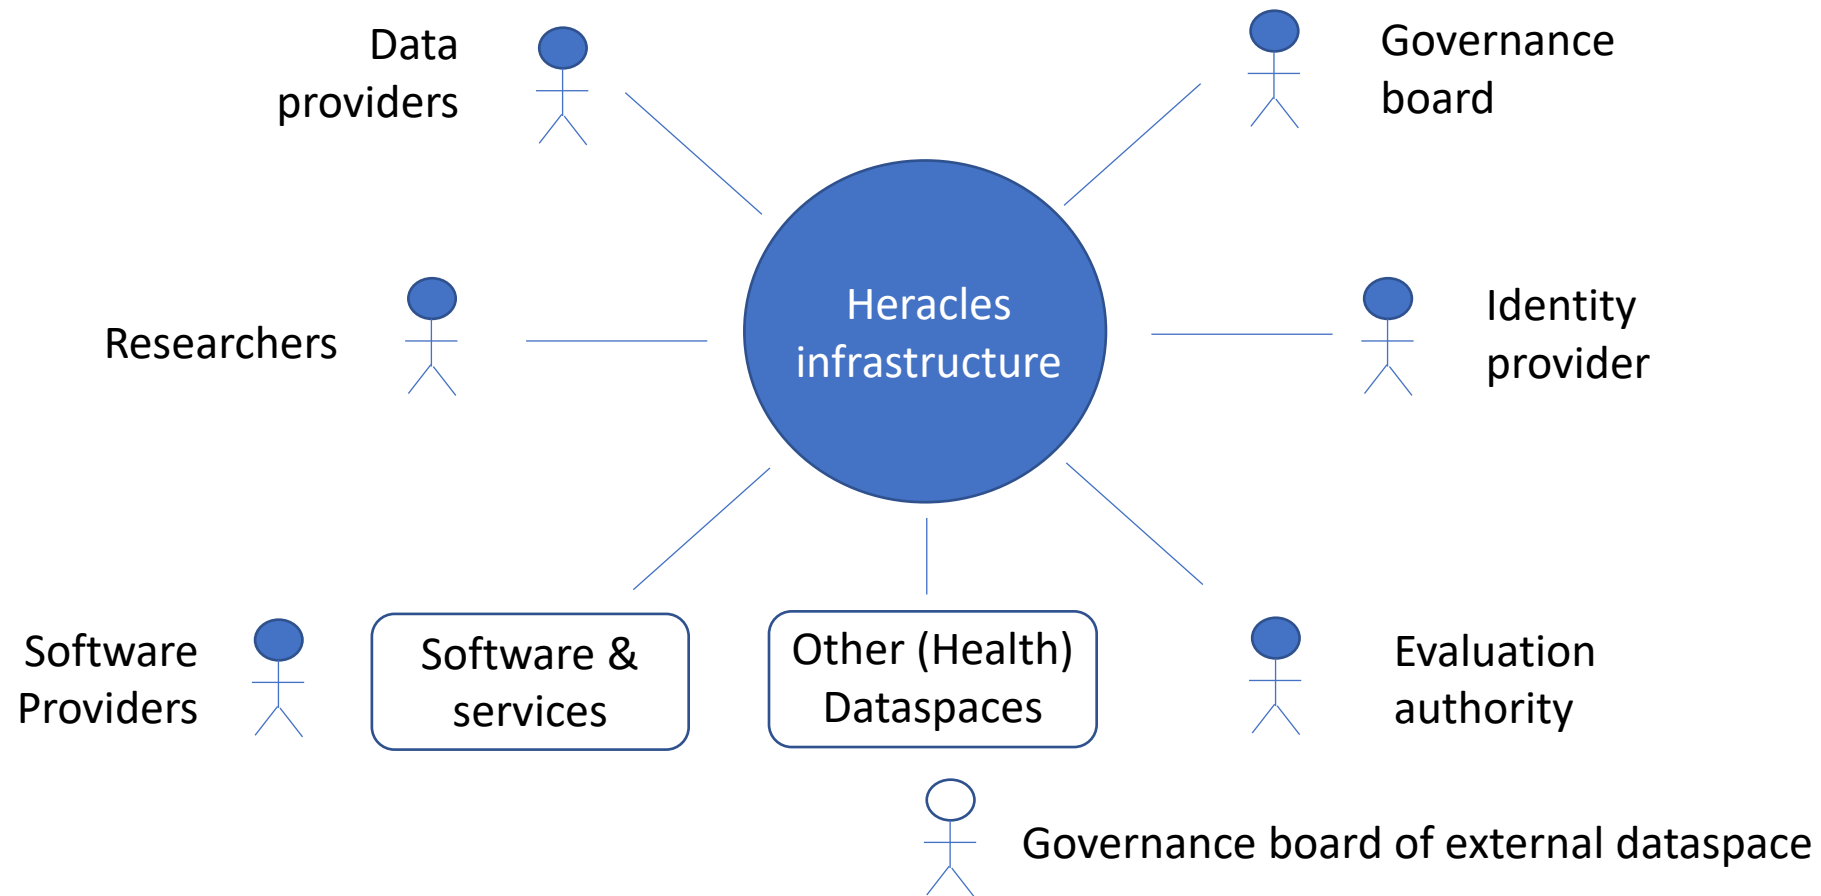 Data
providers
Governance
board
Heracles
infrastructure
Researchers
Identity
provider
Software
Providers
Software &
services
Other (Health)
Dataspaces
Evaluation
authority
Governance board of external dataspace